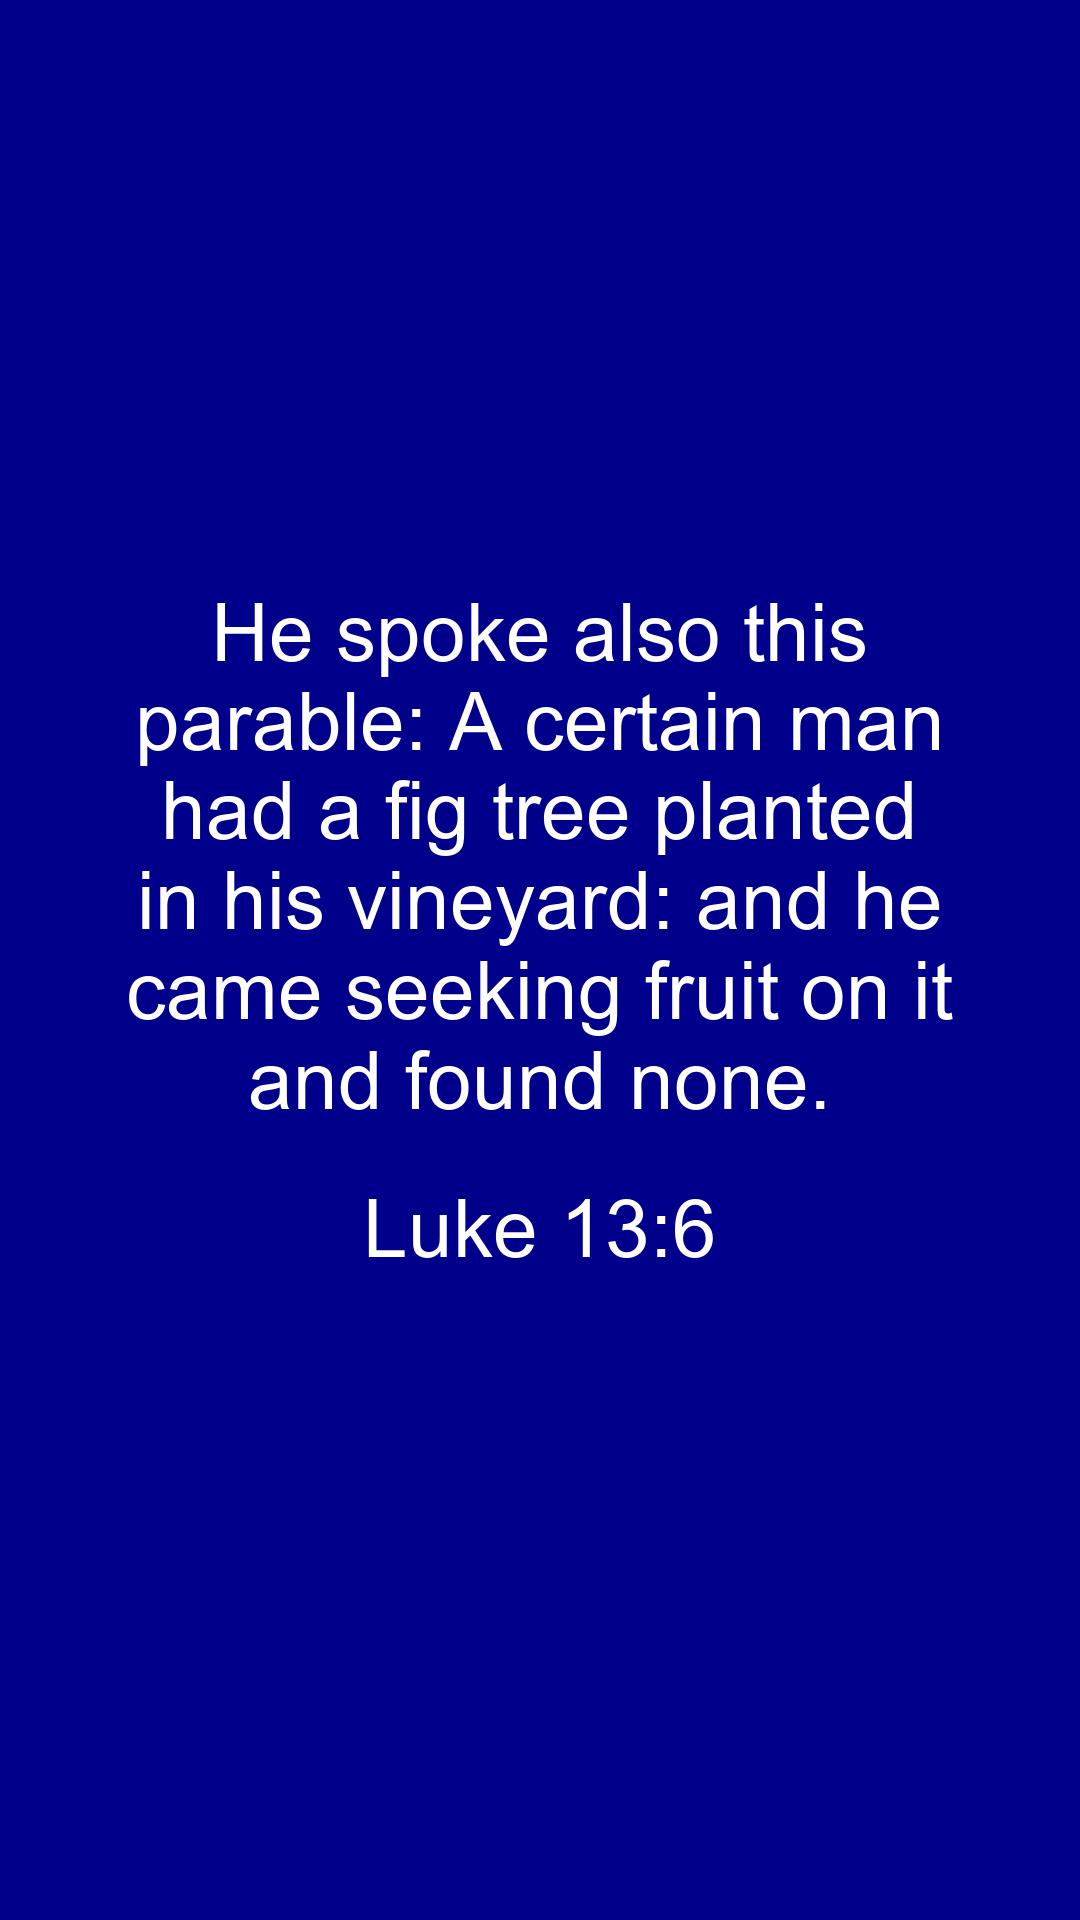 He spoke also this
parable: A certain man
had a fig tree planted
in his vineyard: and he
came seeking fruit on it
and found none.
Luke 13:6